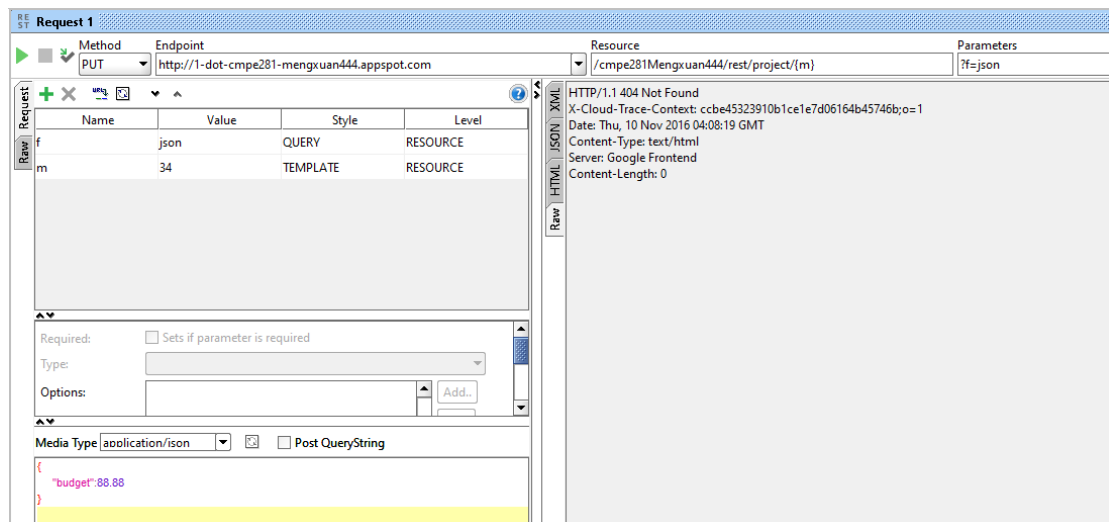 RE
ST
Request 1
Method
Endpoint
Resource
Parameters
PUT
http://1-dot-cmpe281-mengxuan444.appspot.com
/cmpe281Mengxuan444/rest/project/{m}
?f=json
Request
Raw
Name Value Style Level
f json QUERY RESOURCE
m 34 TEMPLATE RESOURCE
Required: Sets if parameter is required
Type:
Options: Add..
Media Type application/json Post QueryString
{
"budget":88.88
}
XML
JSON
HTML
Raw
HTTP/1.1 404 Not Found
X-Cloud-Trace-Context: ccbe45323910b1ce1e7d06164b45746b;o=1
Date: Thu, 10 Nov 2016 04:08:19 GMT
Content-Type: text/html
Server: Google Frontend
Content-Length: 0